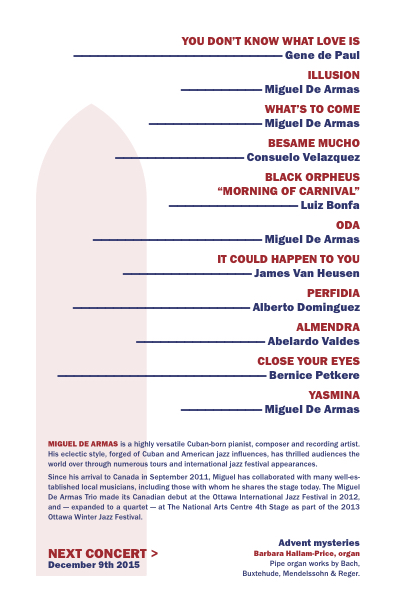 YOU DON'T KNOW WHAT LOVE IS
Gene de Paul
ILLUSION
Miguel De Armas
WHAT'S TO COME
Miguel De Armas
BESAME MUCHO
Consuelo Velazquez
BLACK ORPHEUS
“MORNING OF CARNIVAL”
Luiz Bonfa
ODA
Miguel De Armas
IT COULD HAPPEN TO YOU
James Van Heusen
PERFIDIA
Alberto Dominguez
ALMENDRA
Abelardo Valdes
CLOSE YOUR EYES
Bernice Petkere
YASMINA
Miguel De Armas
MIGUEL DE ARMAS is a highly versatile Cuban-born pianist, composer and recording artist.
His eclectic style, forged of Cuban and American jazz influences, has thrilled audiences the
world over through numerous tours and international jazz festival appearances.
Since his arrival to Canada in September 2011, Miguel has collaborated with many well-es-
tablished local musicians, including those with whom he shares the stage today. The Miguel
De Armas Trio made its Canadian debut at the Ottawa International Jazz Festival in 2012,
and — expanded to a quartet — at The National Arts Centre 4th Stage as part of the 2013
Ottawa Winter Jazz Festival.
NEXT CONCERT >
December 9th 2015
Advent mysteries
Barbara Hallam-Price, organ
Pipe organ works by Bach,
Buxtehude, Mendelssohn & Reger.